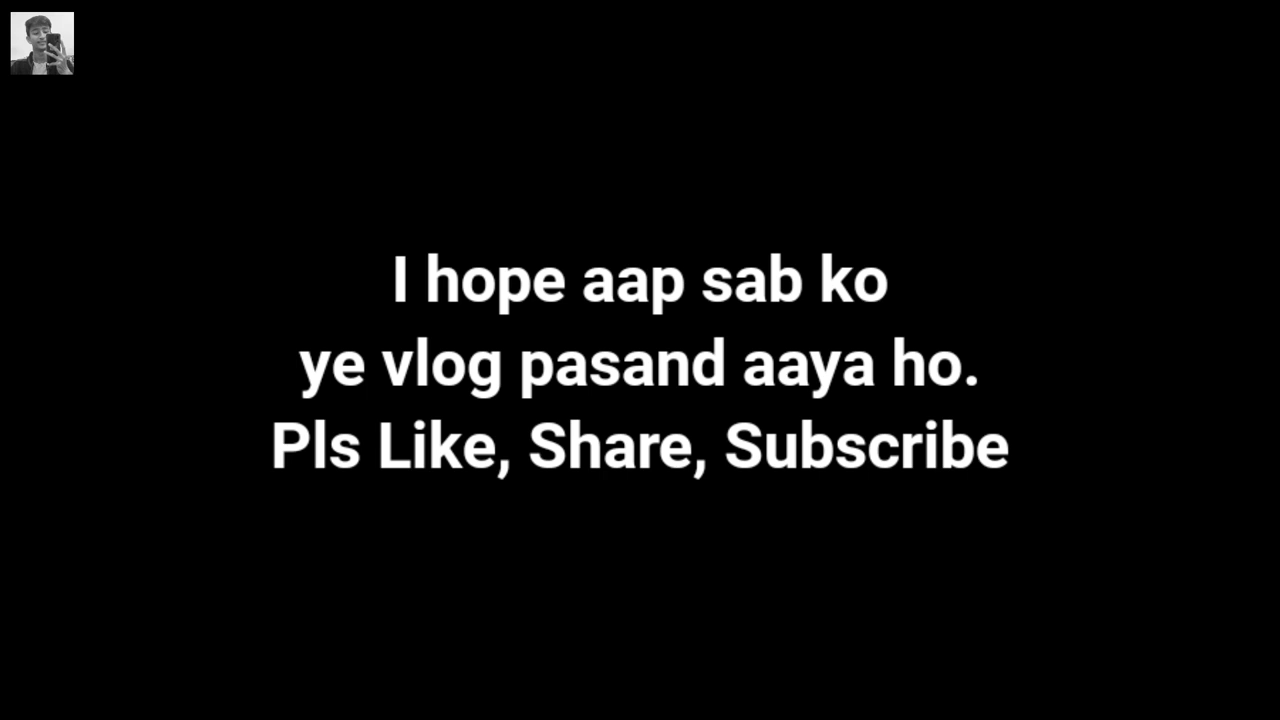 I hope aap sab ko
ye vlog pasand aaya ho.
Pls Like, Share, Subscribe